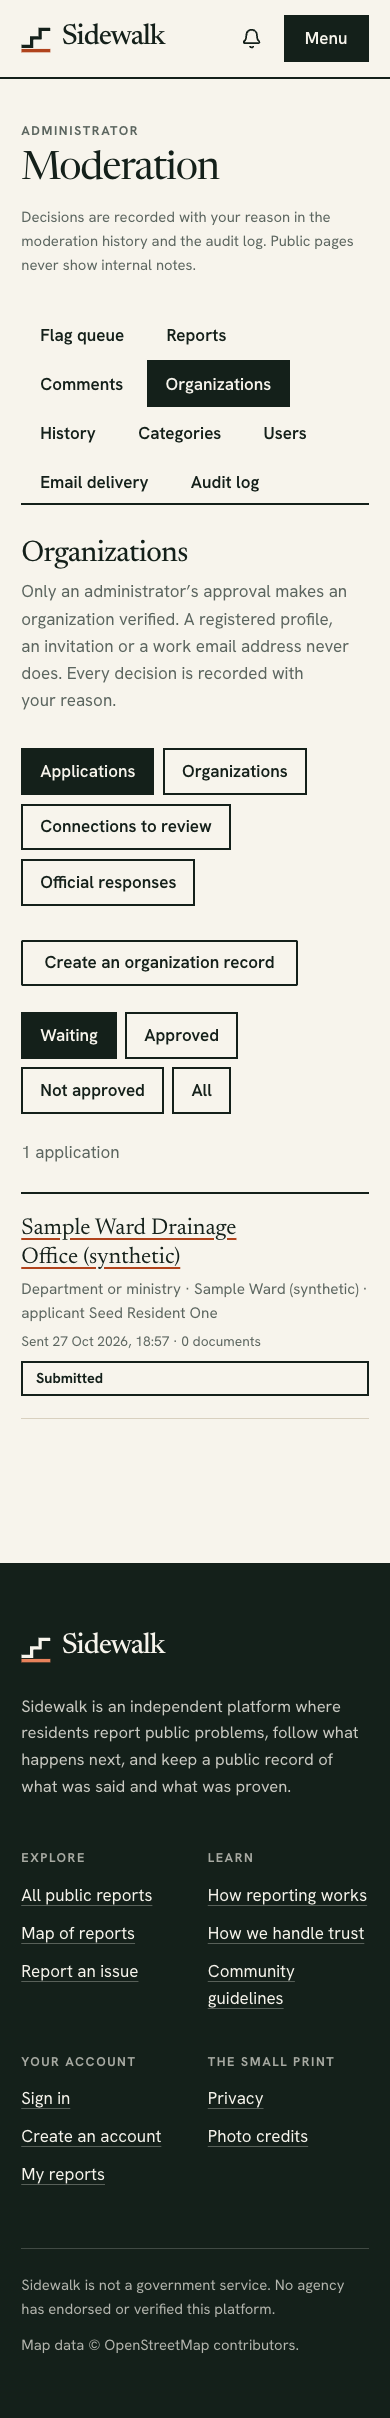 Sidewalk
Menu
ADMINISTRATOR
Moderation
Decisions are recorded with your reason in the
moderation history and the audit log. Public pages
never show internal notes.
Flag queue Reports
Comments Organizations
History Categories Users
Email delivery Audit log
Organizations
Only an administrator’s approval makes an
organization verified. A registered profile,
an invitation or a work email address never
does. Every decision is recorded with
your reason.
Applications Organizations
Connections to review
Official responses
Create an organization record
Waiting Approved
Not approved All
1 application
Sample Ward Drainage
Office (synthetic)
Department or ministry · Sample Ward (synthetic) ·
applicant Seed Resident One
Sent 27 Oct 2026, 18:57 · 0 documents
Submitted
Sidewalk
Sidewalk is an independent platform where
residents report public problems, follow what
happens next, and keep a public record of
what was said and what was proven.
EXPLORE
All public reports
Map of reports
Report an issue
LEARN
How reporting works
How we handle trust
Community
guidelines
YOUR ACCOUNT
Sign in
Create an account
My reports
THE SMALL PRINT
Privacy
Photo credits
Sidewalk is not a government service. No agency
has endorsed or verified this platform.
Map data © OpenStreetMap contributors.